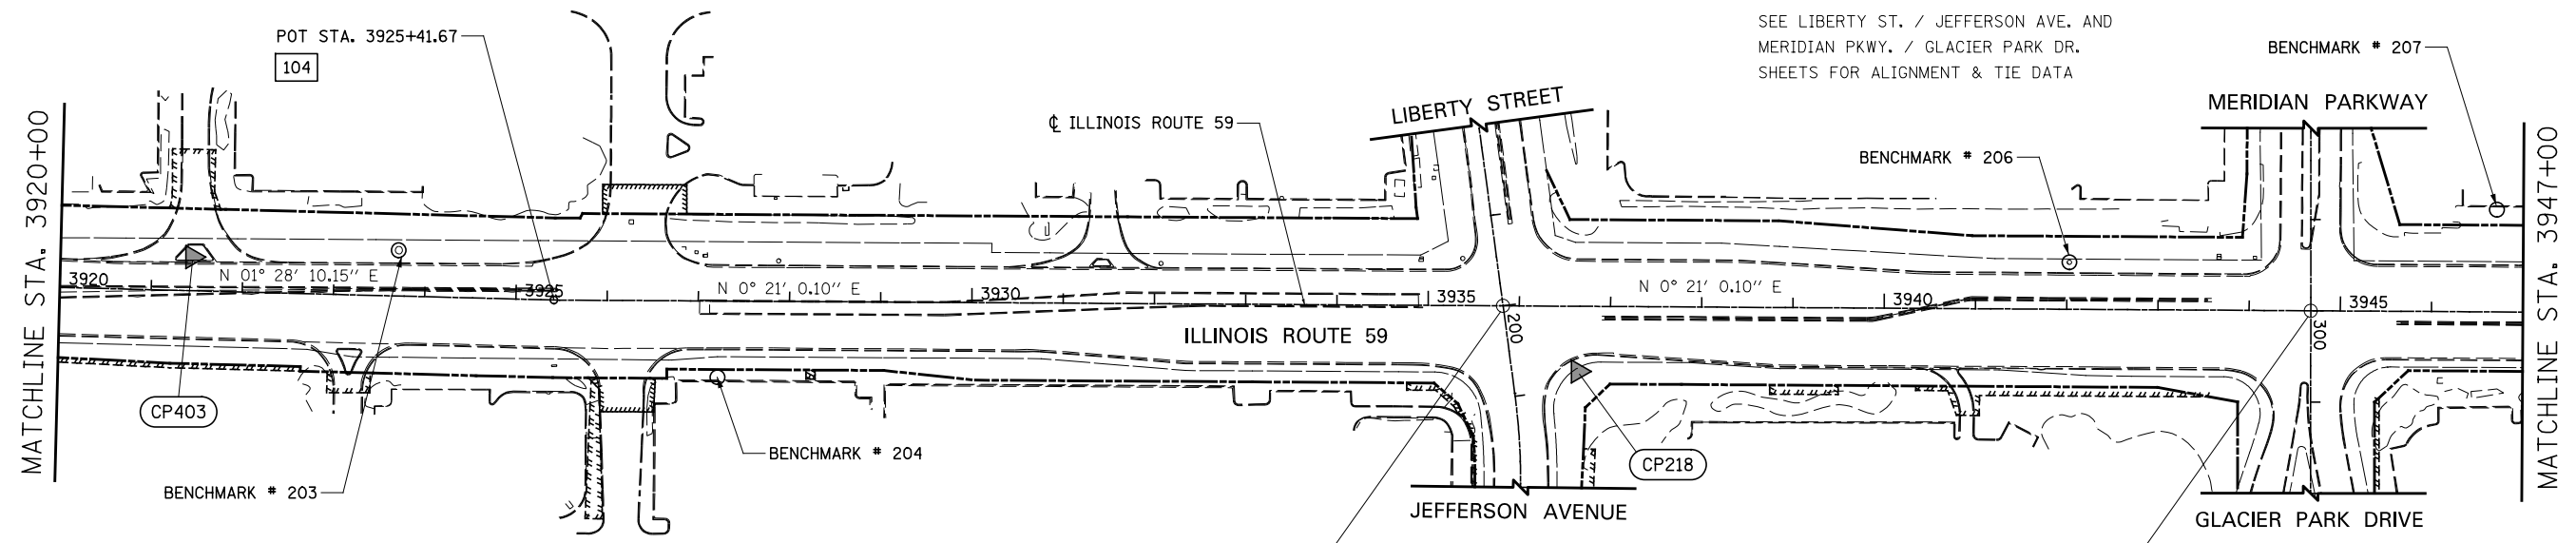 SEE LIBERTY ST. / JEFFERSON AVE. AND
MERIDIAN PKWY. / GLACIER PARK DR.
SHEETS FOR ALIGNMENT & TIE DATA
POT STA. 3925+41.67
104
BENCHMARK # 207
LIBERTY STREET
MERIDIAN PARKWAY
℄ ILLINOIS ROUTE 59
BENCHMARK # 206
MATCHLINE STA. 3920+00
MATCHLINE STA. 3947+00
3920
N 01° 28' 10.15" E
3925
N 0° 21' 0.10" E
3930
3935
N 0° 21' 0.10" E
3940
3945
200
300
ILLINOIS ROUTE 59
CP403
BENCHMARK # 204
CP218
BENCHMARK # 203
JEFFERSON AVENUE
GLACIER PARK DRIVE